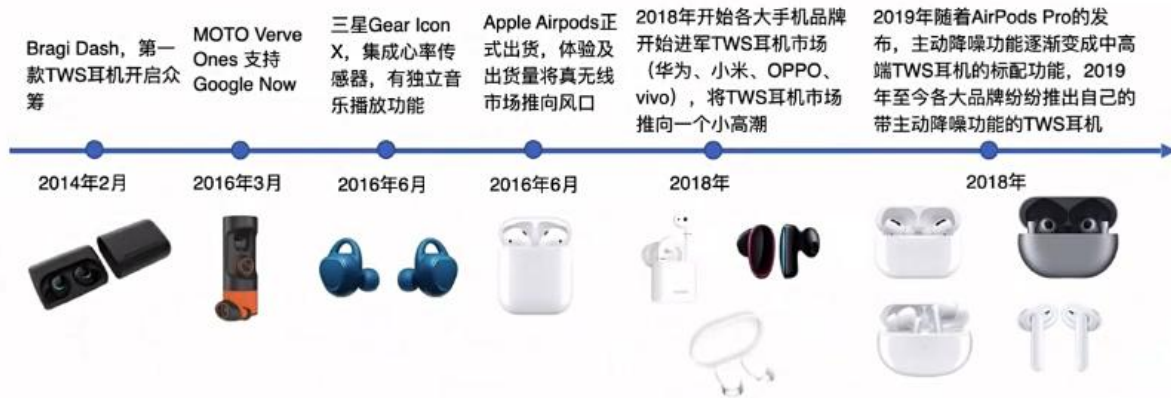 Bragi Dash，第一
款TWS耳机开启众
筹
MOTO Verve
Ones 支持
Google Now
三星Gear Icon
X，集成心率传
感器，有独立音
乐播放功能
Apple Airpods正
式出货，体验及
出货量将真无线
市场推向风口
2018年开始各大手机品牌
开始进军TWS耳机市场
（华为、小米、OPPO、
vivo），将TWS耳机市场
推向一个小高潮
2019年随着AirPods Pro的发
布，主动降噪功能逐渐变成中高
端TWS耳机的标配功能，2019
年至今各大品牌纷纷推出自己的
带主动降噪功能的TWS耳机
2014年2月
2016年3月
2016年6月
2016年6月
2018年
2018年